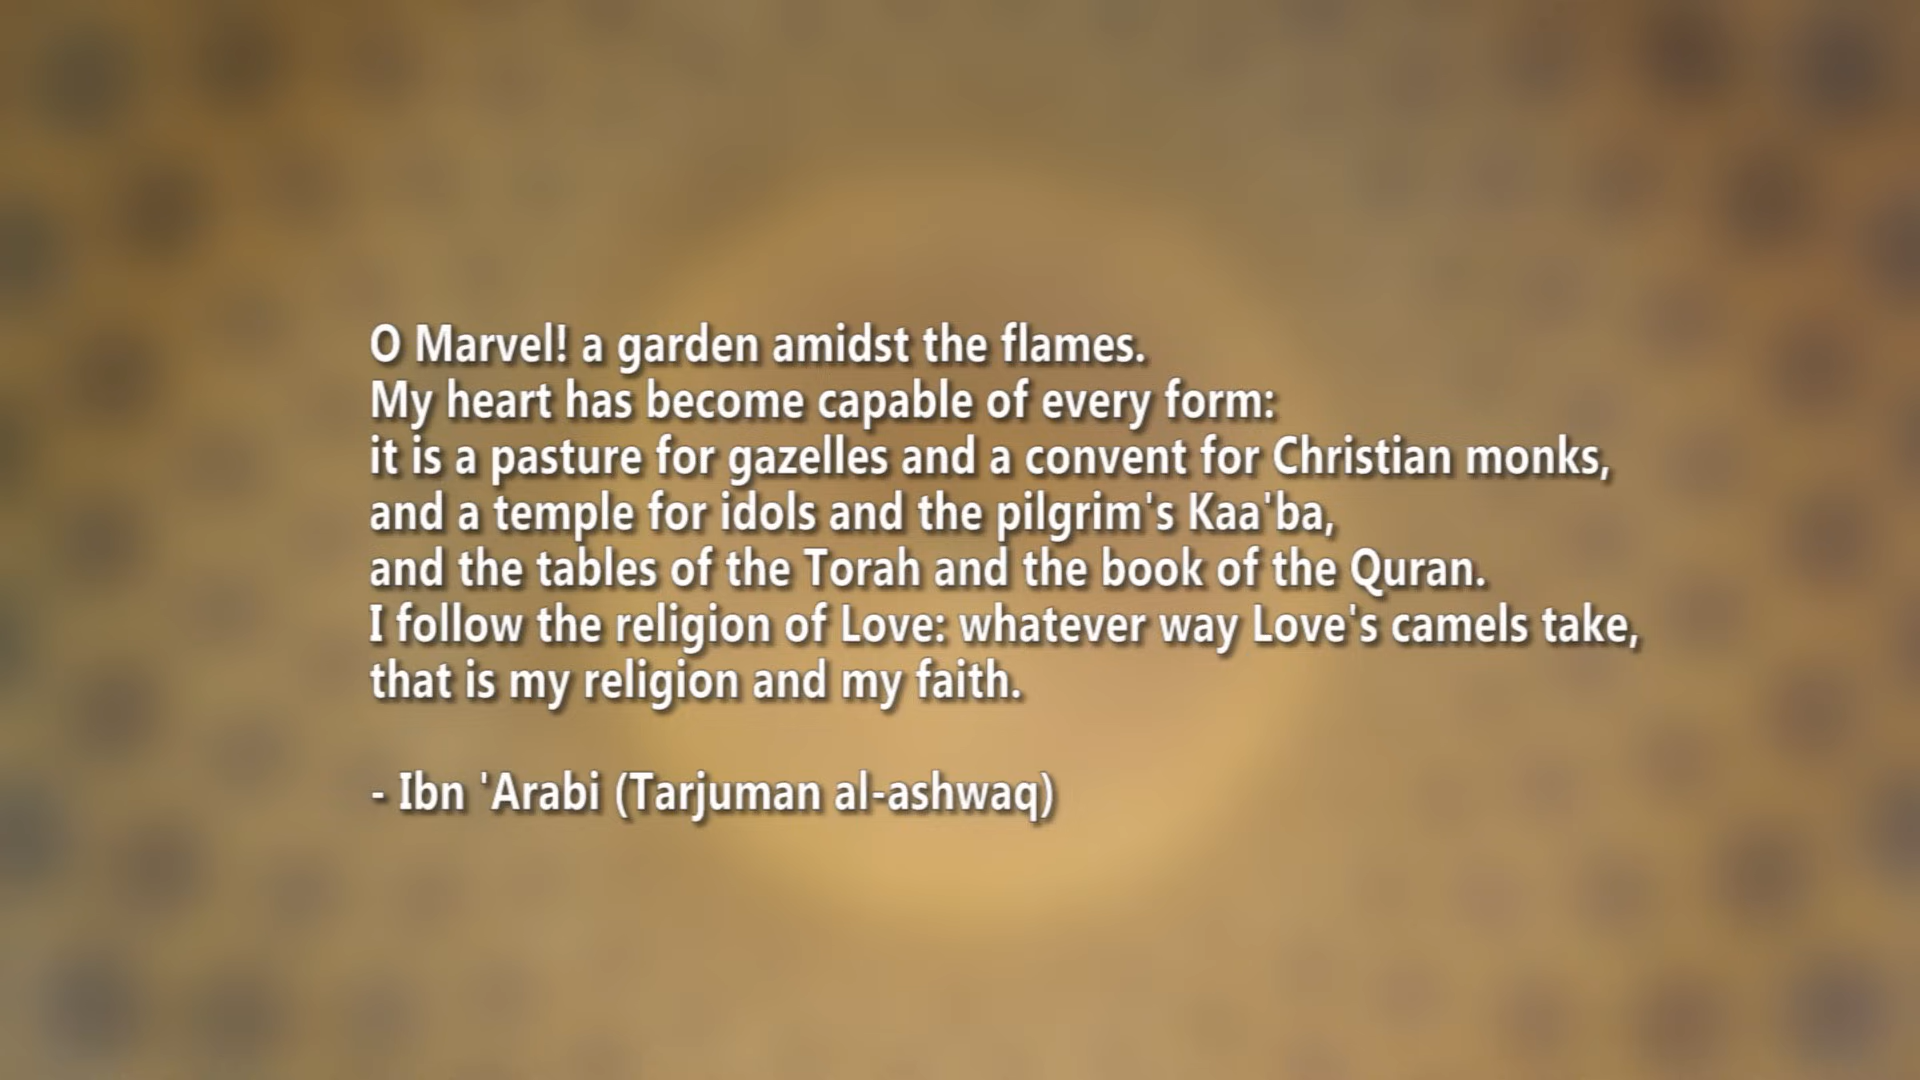 O Marvel! a garden amidst the flames.
My heart has become capable of every form:
it is a pasture for gazelles and a convent for Christian monks,
and a temple for idols and the pilgrim's Kaa'ba,
and the tables of the Torah and the book of the Quran.
I follow the religion of Love: whatever way Love's camels take,
that is my religion and my faith.
- Ibn 'Arabi (Tarjuman al-ashwaq)